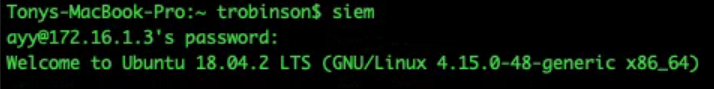 Tonys-MacBook-Pro:~ trobinson$ siem
ayy@172.16.1.3's password:
Welcome to Ubuntu 18.04.2 LTS (GNU/Linux 4.15.0-48-generic x86_64)